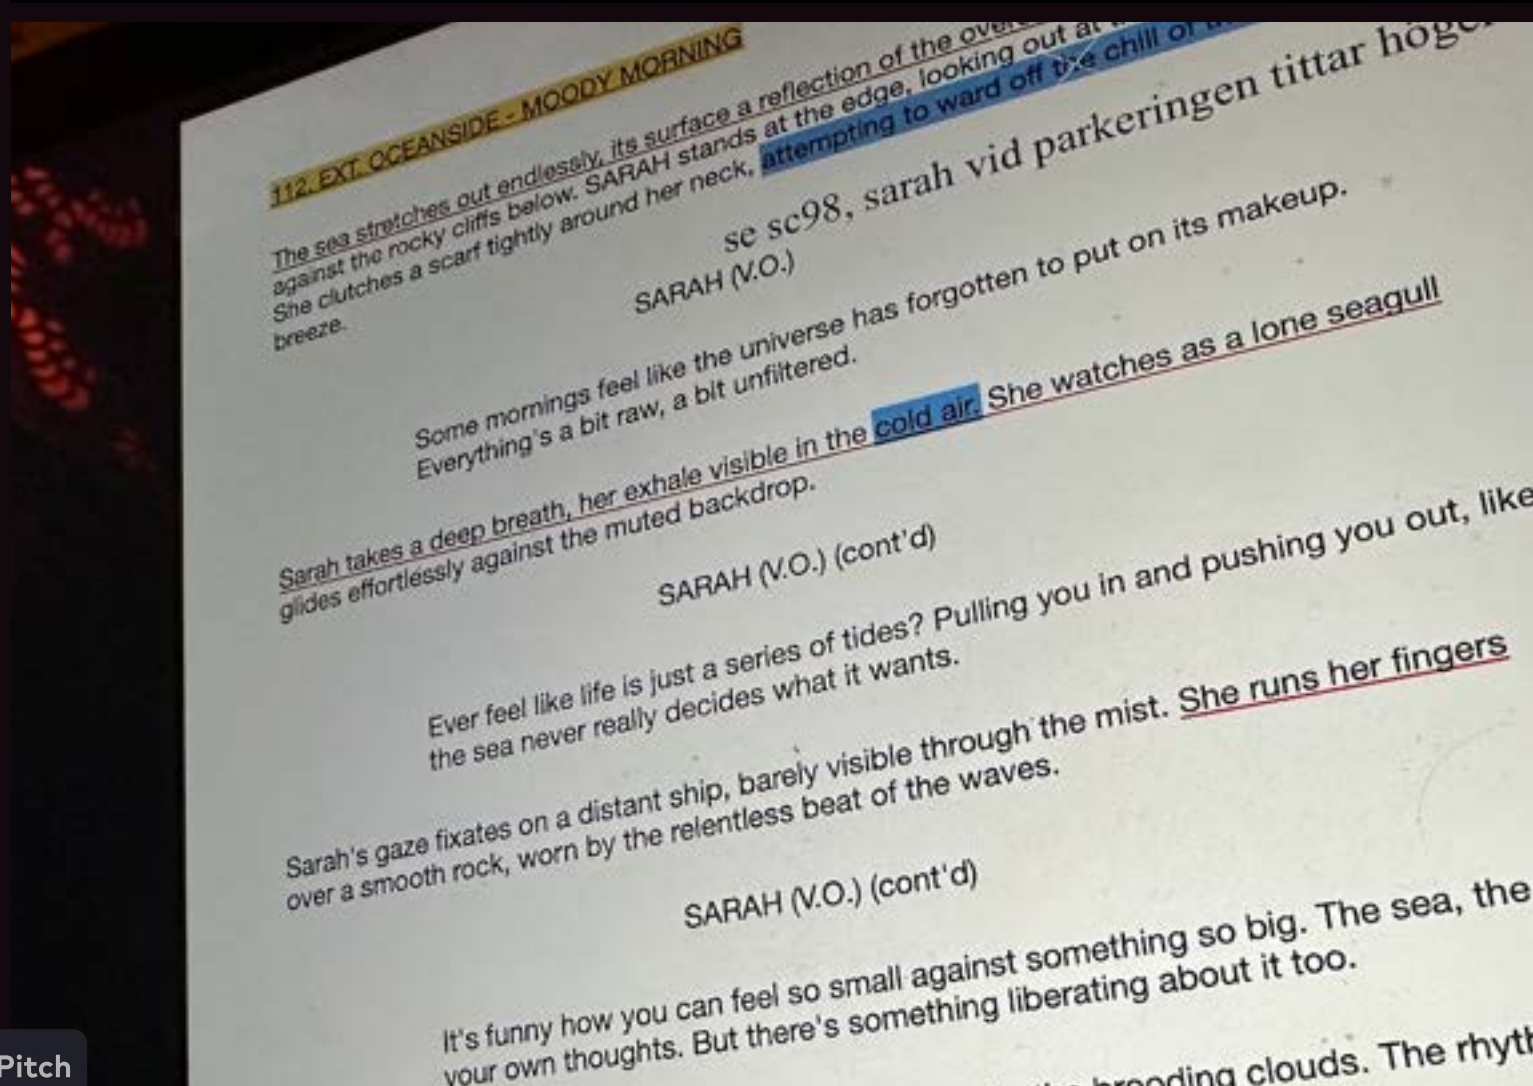 112. EXT. OCEANSIDE - MOODY MORNING
The sea stretches out endlessly, its surface a reflection of the
against the rocky cliffs below. SARAH stands at the edge, looking out at
She clutches a scarf tightly around her neck, attempting to ward off the chill of
breeze.
se sc98, sarah vid parkeringen tittar
SARAH (V.O.)
Some mornings feel like the universe has forgotten to put on its makeup.
Everything's a bit raw, a bit unfiltered.
Sarah takes a deep breath, her exhale visible in the cold air. She watches as a lone seagull
glides effortlessly against the muted backdrop.
SARAH (V.O.) (cont'd)
Ever feel like life is just a series of tides? Pulling you in and pushing you out, like
the sea never really decides what it wants.
Sarah's gaze fixates on a distant ship, barely visible through the mist. She runs her fingers
over a smooth rock, worn by the relentless beat of the waves.
SARAH (V.O.) (cont'd)
It's funny how you can feel so small against something so big. The sea, the
your own thoughts. But there's something liberating about it too.
brooding clouds. The
Pitch